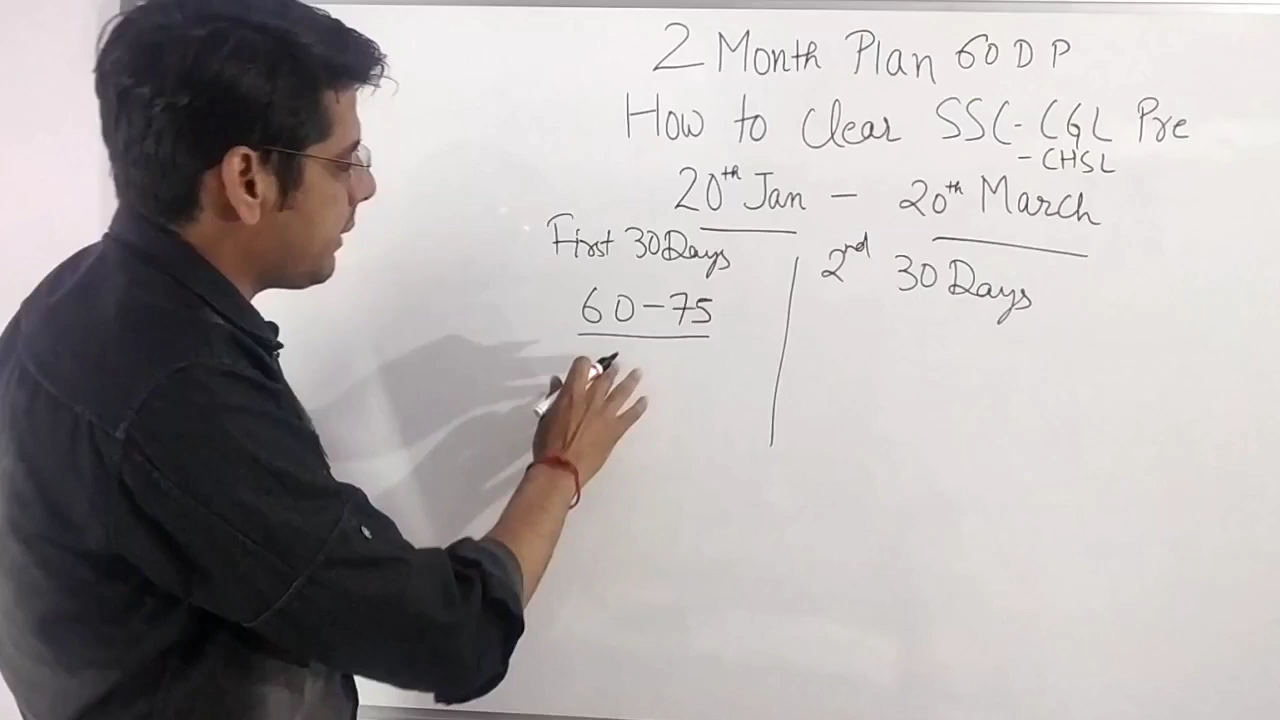 2 Month Plan 60 D P
How to Clear SSC-CGL Pre
- CHSL
20th Jan - 20th March
First 30 Days
2nd 30 Days
60-75